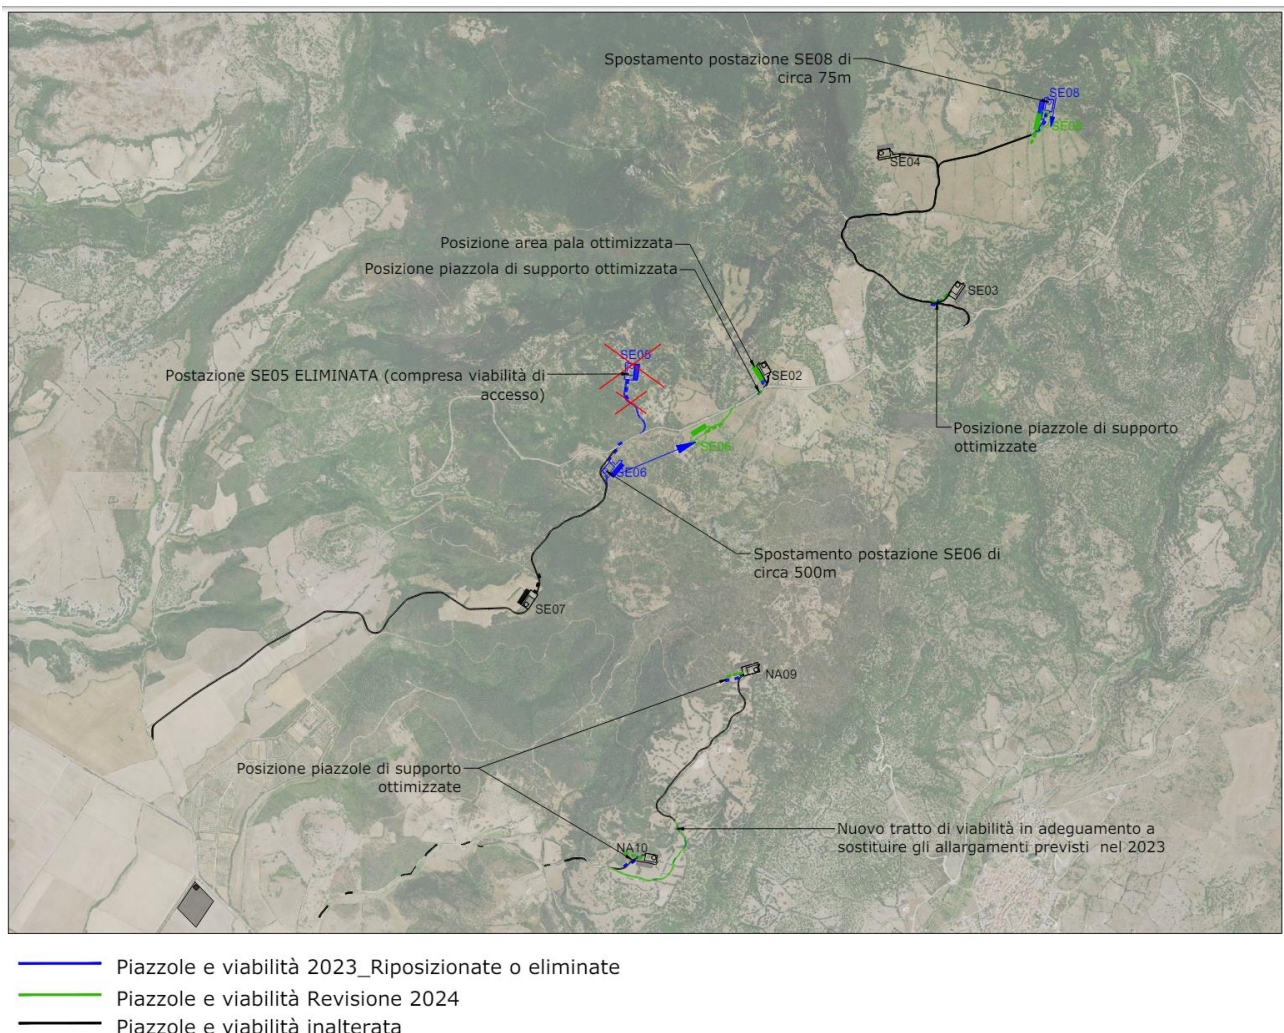 Spostamento postazione SE08 di
circa 75m
SE08
SE08
SE04
Posizione area pala ottimizzata
Posizione piazzola di supporto ottimizzata
SE03
SE05
Postazione SE05 ELIMINATA (compresa viabilità di
accesso)
SE02
Posizione piazzole di supporto
ottimizzate
SE06
SE06
Spostamento postazione SE06 di
circa 500m
SE07
NA09
Posizione piazzole di supporto
ottimizzate
Nuovo tratto di viabilità in adeguamento a
sostituire gli allargamenti previsti nel 2023
NA10
Piazzole e viabilità 2023_Riposizionate o eliminate
Piazzole e viabilità Revisione 2024
Piazzole e viabilità inalterata